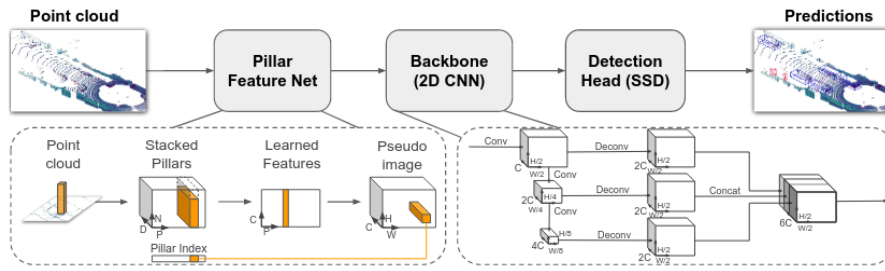 Point cloud
Predictions
Pillar
Feature Net
Backbone
(2D CNN)
Detection
Head (SSD)
Point
cloud
Stacked
Pillars
Learned
Features
Pseudo
image
N
D
P
C
P
H
C
W
Pillar Index
Conv
C
H/2
W/2
Conv
2C
H/4
W/4
Conv
4C
H/5
W/5
Deconv
2C
H/2
W/2
Deconv
2C
H/2
W/2
Deconv
2C
H/2
W/2
Concat
6C
H/2
W/2